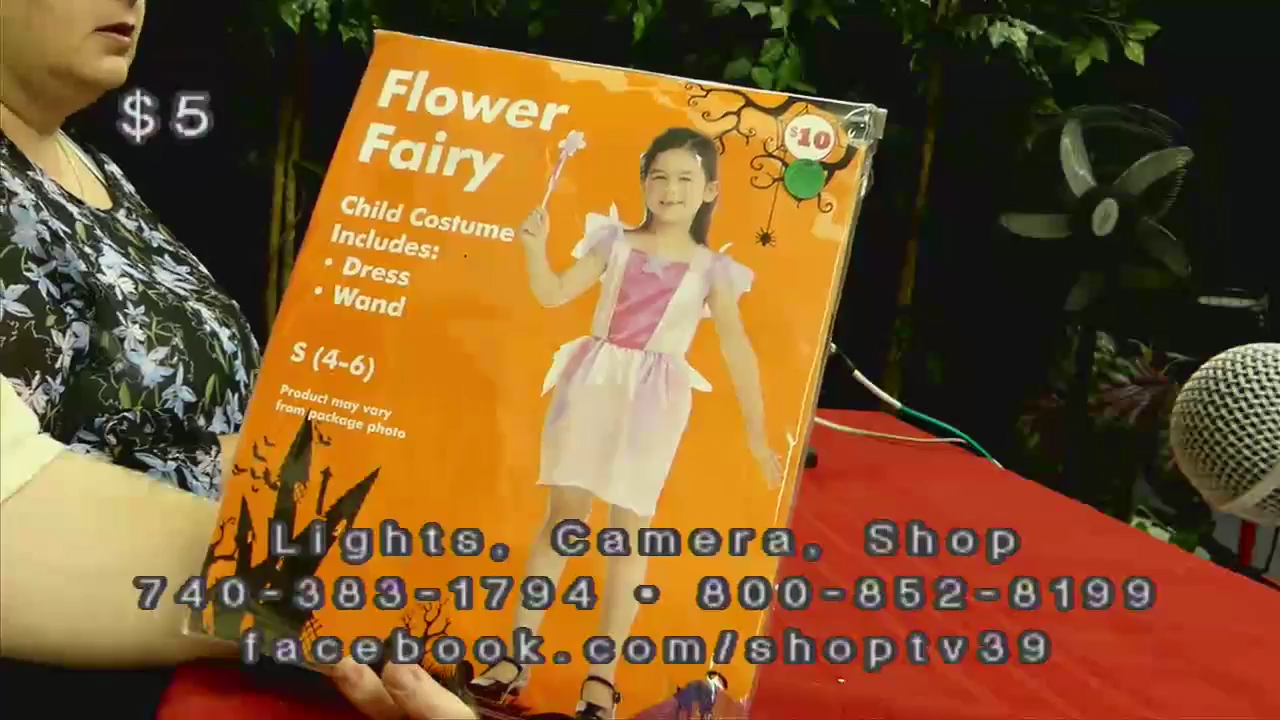 $5
Flower
Fairy
$10
Child Costume
Includes:
• Dress
• Wand
S (4-6)
Product may vary
from package photo
Lights, Camera, Shop
740-383-1794 • 800-852-8199
facebook.com/shoptv39